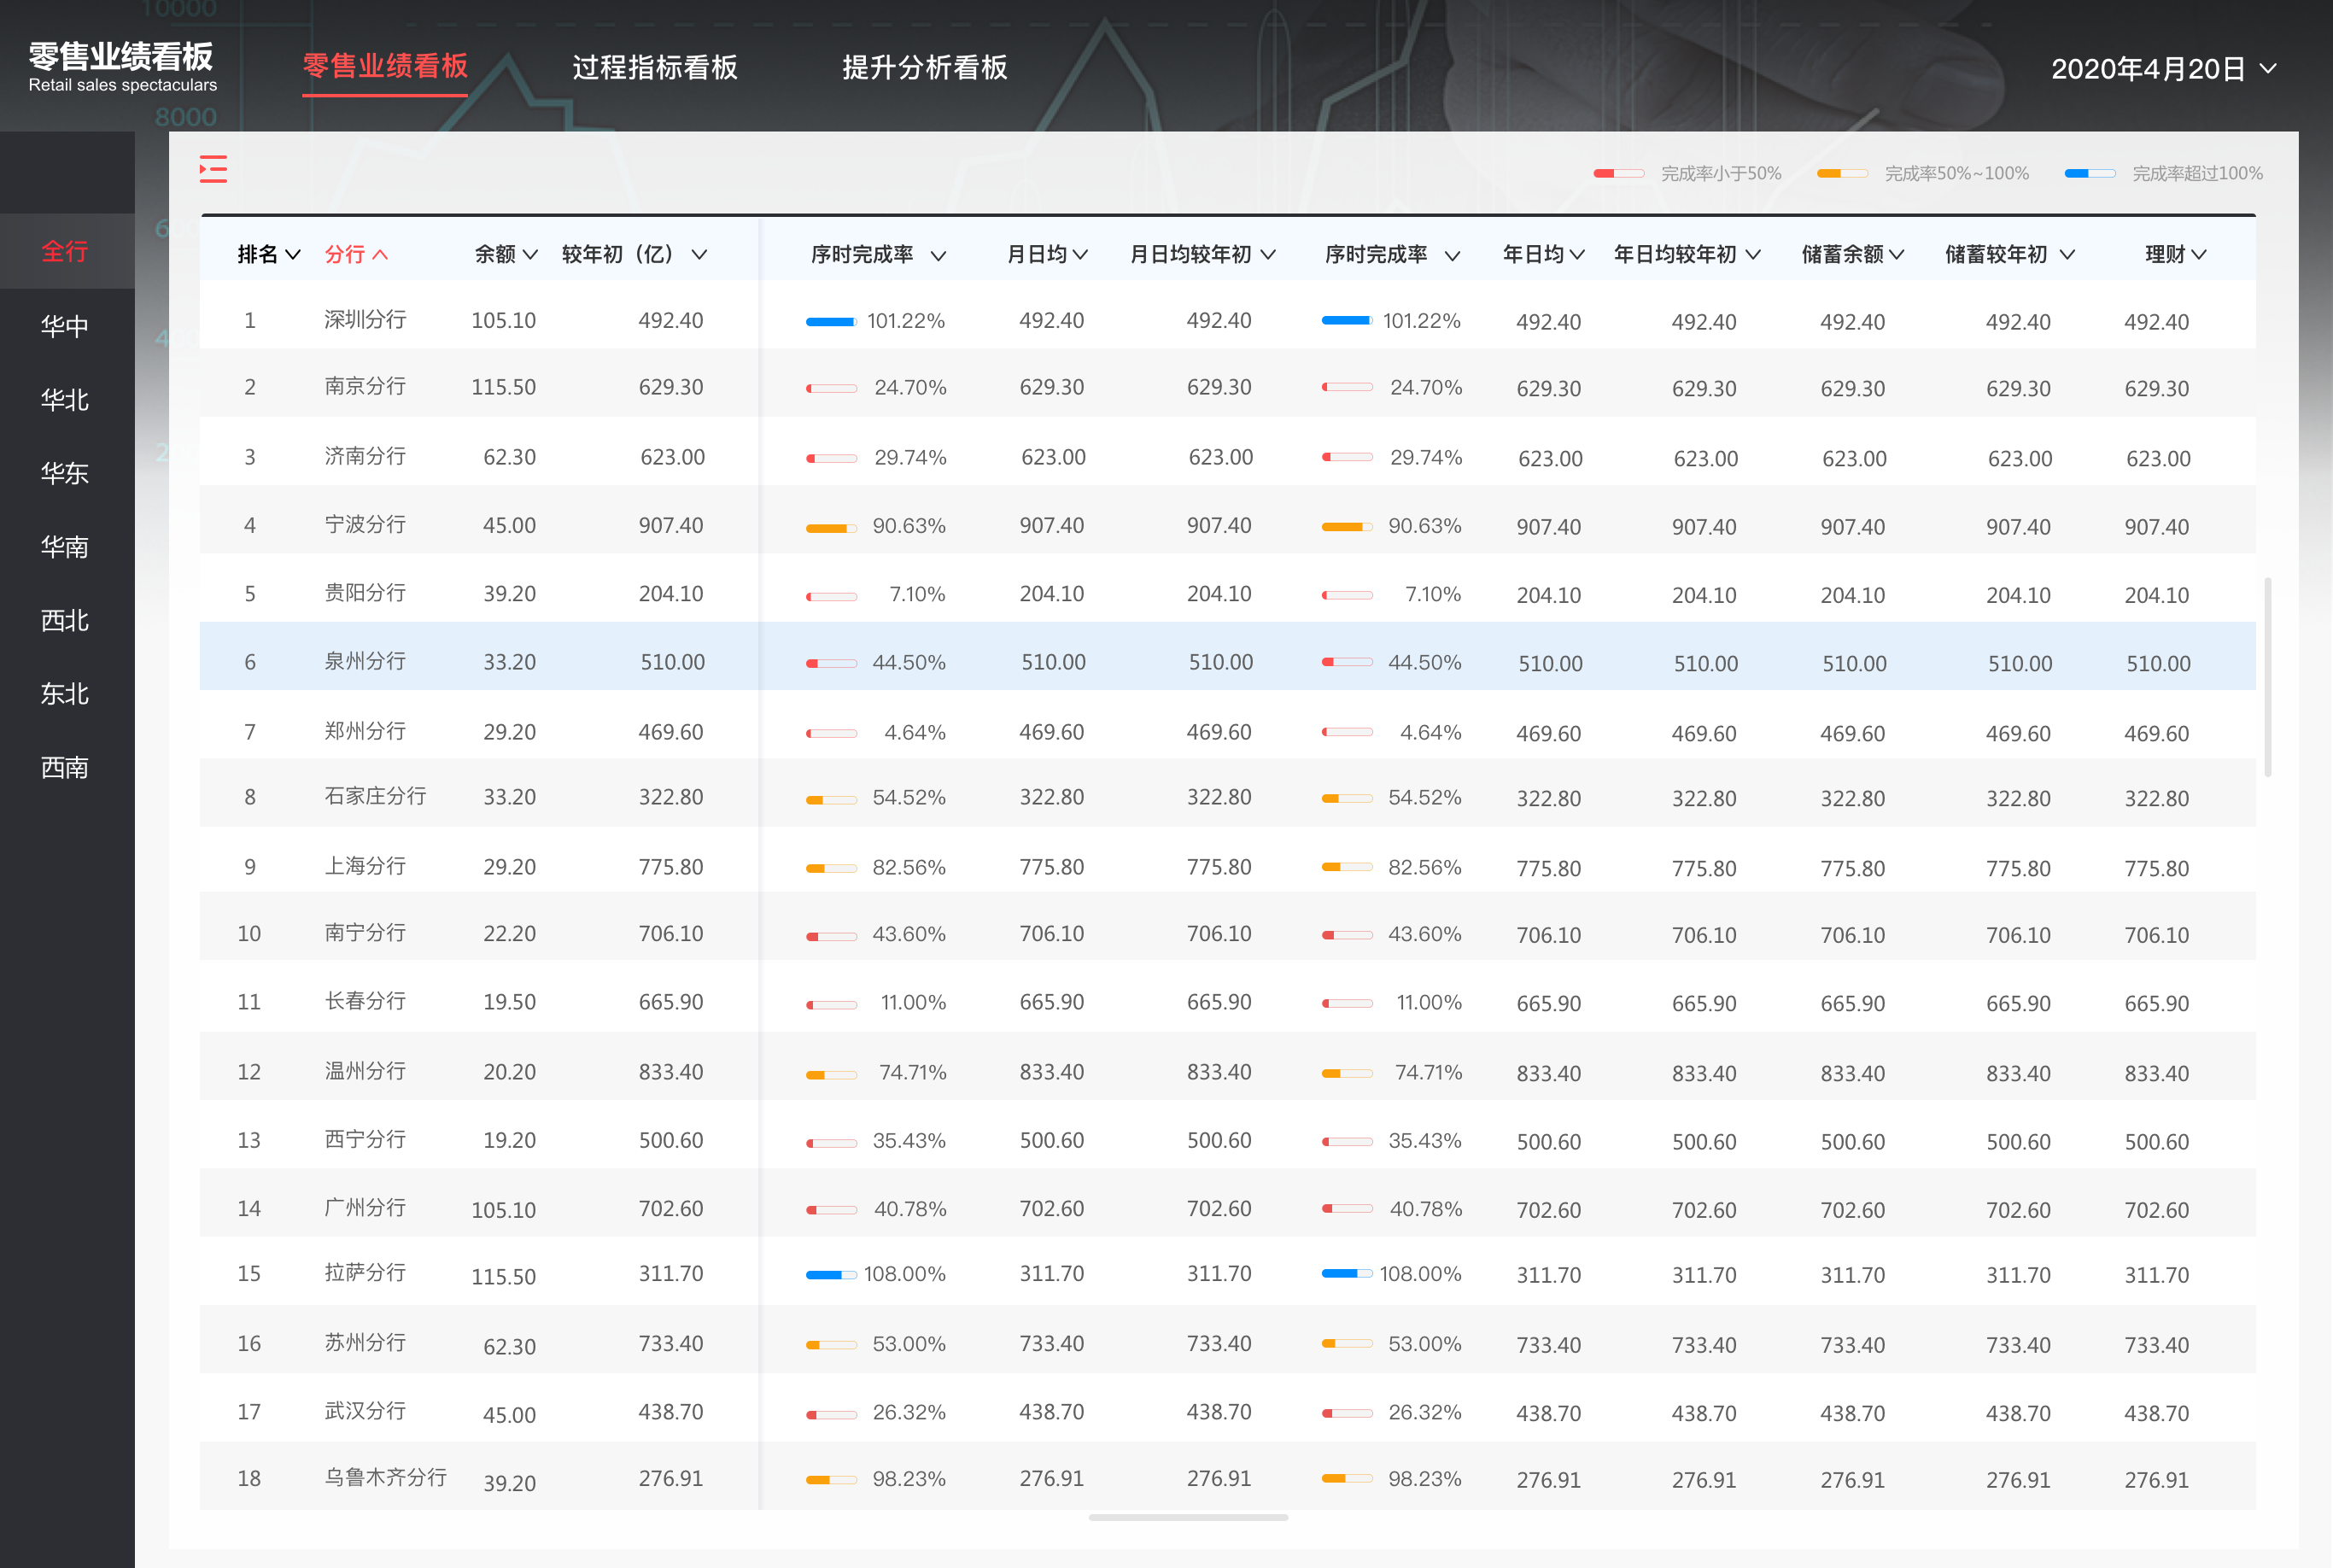 10000
零售业绩看板
Retail sales spectaculars
零售业绩看板 过程指标看板 提升分析看板 2020年4月20日
8000
完成率小于50% 完成率50%~100% 完成率超过100%
全行
华中
华北
华东
华南
西北
东北
西南
排名 分行 余额 较年初（亿） 序时完成率 月日均 月日均较年初 序时完成率 年日均 年日均较年初 储蓄余额 储蓄较年初 理财
1 深圳分行 105.10 492.40 101.22% 492.40 492.40 101.22% 492.40 492.40 492.40 492.40 492.40
2 南京分行 115.50 629.30 24.70% 629.30 629.30 24.70% 629.30 629.30 629.30 629.30 629.30
3 济南分行 62.30 623.00 29.74% 623.00 623.00 29.74% 623.00 623.00 623.00 623.00 623.00
4 宁波分行 45.00 907.40 90.63% 907.40 907.40 90.63% 907.40 907.40 907.40 907.40 907.40
5 贵阳分行 39.20 204.10 7.10% 204.10 204.10 7.10% 204.10 204.10 204.10 204.10 204.10
6 泉州分行 33.20 510.00 44.50% 510.00 510.00 44.50% 510.00 510.00 510.00 510.00 510.00
7 郑州分行 29.20 469.60 4.64% 469.60 469.60 4.64% 469.60 469.60 469.60 469.60 469.60
8 石家庄分行 33.20 322.80 54.52% 322.80 322.80 54.52% 322.80 322.80 322.80 322.80 322.80
9 上海分行 29.20 775.80 82.56% 775.80 775.80 82.56% 775.80 775.80 775.80 775.80 775.80
10 南宁分行 22.20 706.10 43.60% 706.10 706.10 43.60% 706.10 706.10 706.10 706.10 706.10
11 长春分行 19.50 665.90 11.00% 665.90 665.90 11.00% 665.90 665.90 665.90 665.90 665.90
12 温州分行 20.20 833.40 74.71% 833.40 833.40 74.71% 833.40 833.40 833.40 833.40 833.40
13 西宁分行 19.20 500.60 35.43% 500.60 500.60 35.43% 500.60 500.60 500.60 500.60 500.60
14 广州分行 105.10 702.60 40.78% 702.60 702.60 40.78% 702.60 702.60 702.60 702.60 702.60
15 拉萨分行 115.50 311.70 108.00% 311.70 311.70 108.00% 311.70 311.70 311.70 311.70 311.70
16 苏州分行 62.30 733.40 53.00% 733.40 733.40 53.00% 733.40 733.40 733.40 733.40 733.40
17 武汉分行 45.00 438.70 26.32% 438.70 438.70 26.32% 438.70 438.70 438.70 438.70 438.70
18 乌鲁木齐分行 39.20 276.91 98.23% 276.91 276.91 98.23% 276.91 276.91 276.91 276.91 276.91